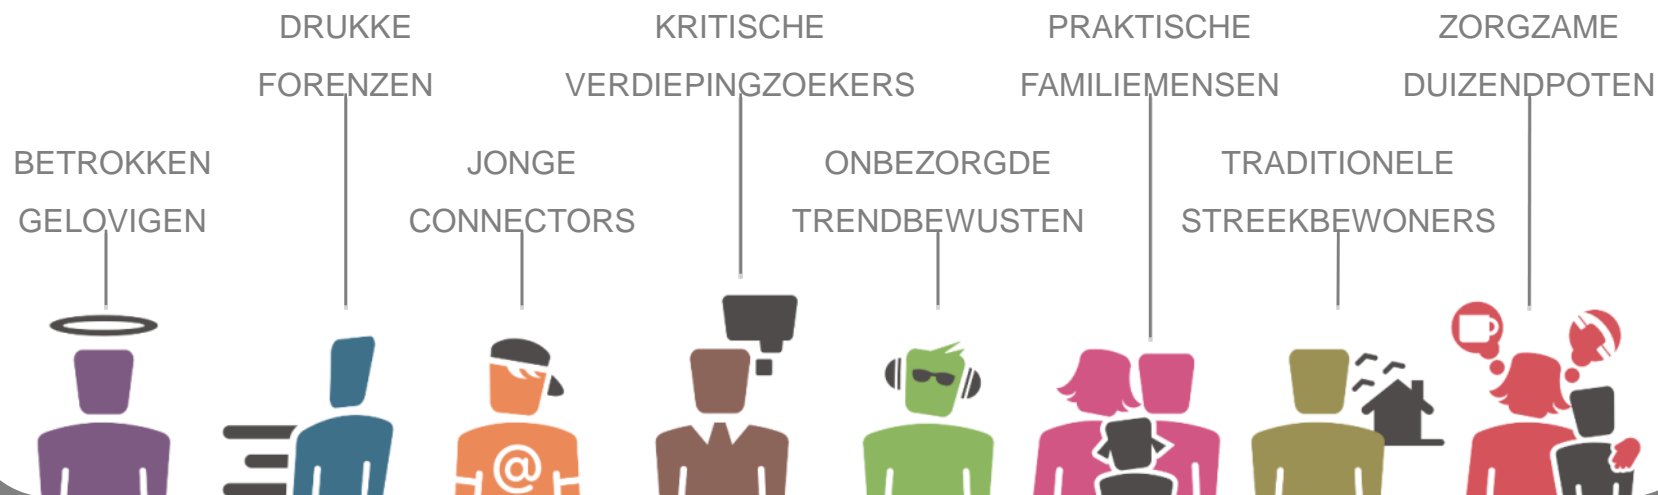 BETROKKEN
GELOVIGEN
DRUKKE
FORENZEN
JONGE
CONNECTORS
KRITISCHE
VERDIEPINGZOEKERS
ONBEZORGDE
TRENDBEWUSTEN
PRAKTISCHE
FAMILIEMENSEN
TRADITIONELE
STREEKBEWONERS
ZORGZAME
DUIZENDPOTEN
@